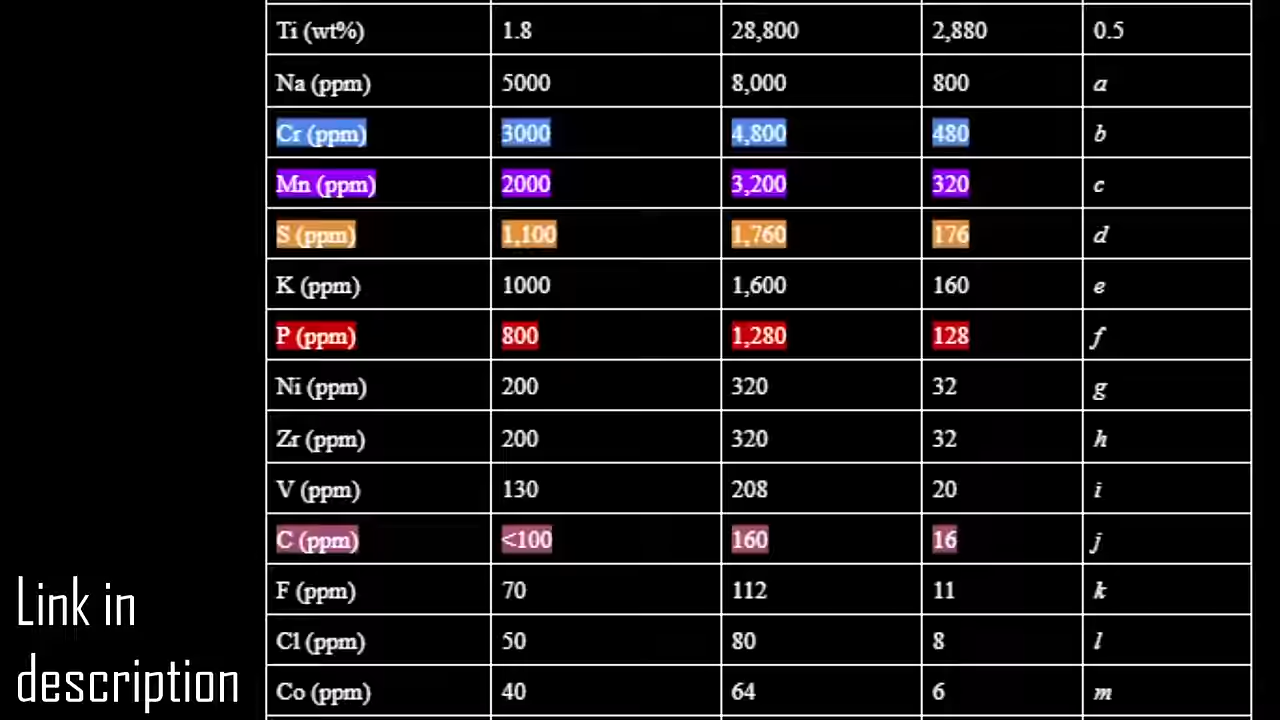 Ti (wt%) 1.8 28,800 2,880 0.5
Na (ppm) 5000 8,000 800 a
Cr (ppm) 3000 4,800 480 b
Mn (ppm) 2000 3,200 320 c
S (ppm) 1,100 1,760 176 d
K (ppm) 1000 1,600 160 e
P (ppm) 800 1,280 128 f
Ni (ppm) 200 320 32 g
Zr (ppm) 200 320 32 h
V (ppm) 130 208 20 i
C (ppm) <100 160 16 j
F (ppm) 70 112 11 k
Cl (ppm) 50 80 8 l
Co (ppm) 40 64 6 m
Link in
description